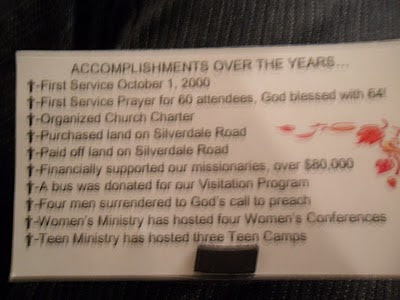 ACCOMPLISHMENTS OVER THE YEARS...
-First Service October 1, 2000
-First Service Prayer for 60 attendees, God blessed with 64!
-Organized Church Charter
-Purchased land on Silverdale Road
-Paid off land on Silverdale Road
-Financially supported our missionaries, over $80,000
-A bus was donated for our Visitation Program
-Four men surrendered to God's call to preach
-Women's Ministry has hosted four Women's Conferences
-Teen Ministry has hosted three Teen Camps